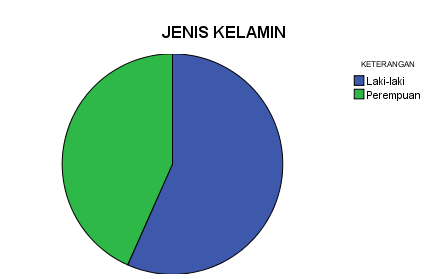 JENIS KELAMIN
KETERANGAN
Laki-laki
Perempuan